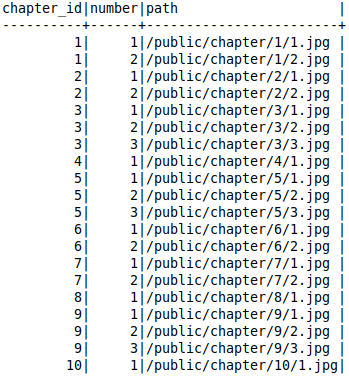 chapter_id|number|path                    |
----------+------+------------------------+
         1|     1|/public/chapter/1/1.jpg |
         1|     2|/public/chapter/1/2.jpg |
         2|     1|/public/chapter/2/1.jpg |
         2|     2|/public/chapter/2/2.jpg |
         3|     1|/public/chapter/3/1.jpg |
         3|     2|/public/chapter/3/2.jpg |
         3|     3|/public/chapter/3/3.jpg |
         4|     1|/public/chapter/4/1.jpg |
         5|     1|/public/chapter/5/1.jpg |
         5|     2|/public/chapter/5/2.jpg |
         5|     3|/public/chapter/5/3.jpg |
         6|     1|/public/chapter/6/1.jpg |
         6|     2|/public/chapter/6/2.jpg |
         7|     1|/public/chapter/7/1.jpg |
         7|     2|/public/chapter/7/2.jpg |
         8|     1|/public/chapter/8/1.jpg |
         9|     1|/public/chapter/9/1.jpg |
         9|     2|/public/chapter/9/2.jpg |
         9|     3|/public/chapter/9/3.jpg |
        10|     1|/public/chapter/10/1.jpg|